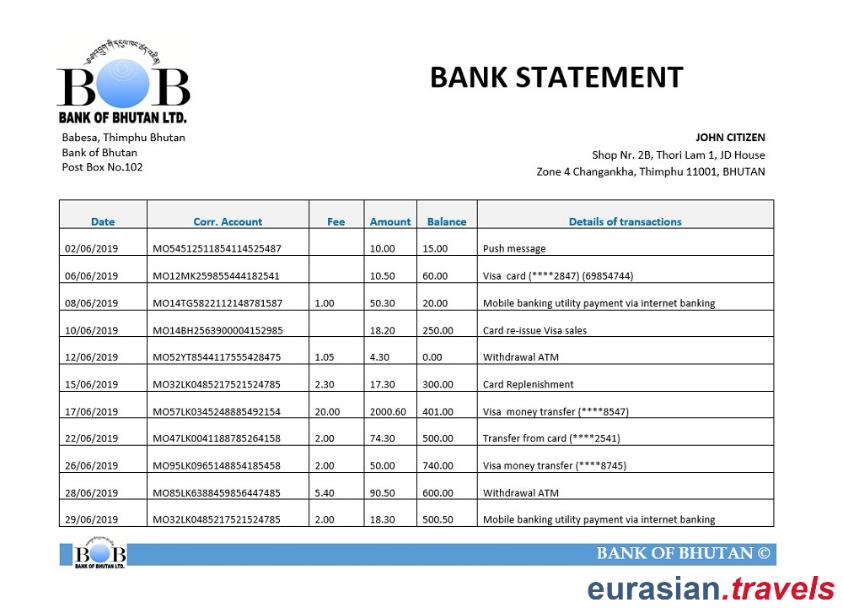 BOB
BANK OF BHUTAN LTD.
Babesa, Thimphu Bhutan
Bank of Bhutan
Post Box No.102
BANK STATEMENT
JOHN CITIZEN
Shop Nr. 2B, Thori Lam 1, JD House
Zone 4 Changankha, Thimphu 11001, BHUTAN
Date Corr. Account Fee Amount Balance Details of transactions
02/06/2019 MO54512511854114525487 10.00 15.00 Push message
06/06/2019 MO12MK259855444182541 10.50 60.00 Visa card (****2847) (69854744)
08/06/2019 MO14TG5822112148781587 1.00 50.30 20.00 Mobile banking utility payment via internet banking
10/06/2019 MO14BH2563900004152985 18.20 250.00 Card re-issue Visa sales
12/06/2019 MO52YT8544117555428475 1.05 4.30 0.00 Withdrawal ATM
15/06/2019 MO32LK0485217521524785 2.30 17.30 300.00 Card Replenishment
17/06/2019 MO57LK0345248885492154 20.00 2000.60 401.00 Visa money transfer (****8547)
22/06/2019 MO47LK0041188785264158 2.00 74.30 500.00 Transfer from card (****2541)
26/06/2019 MO95LK0965148854185458 2.00 50.00 740.00 Visa money transfer (****8745)
28/06/2019 MO85LK6388459856447485 5.40 90.50 600.00 Withdrawal ATM
29/06/2019 MO32LK0485217521524785 2.00 18.30 500.50 Mobile banking utility payment via internet banking
BOB
BANK OF BHUTAN LTD.
BANK OF BHUTAN ©
eurasian.travels